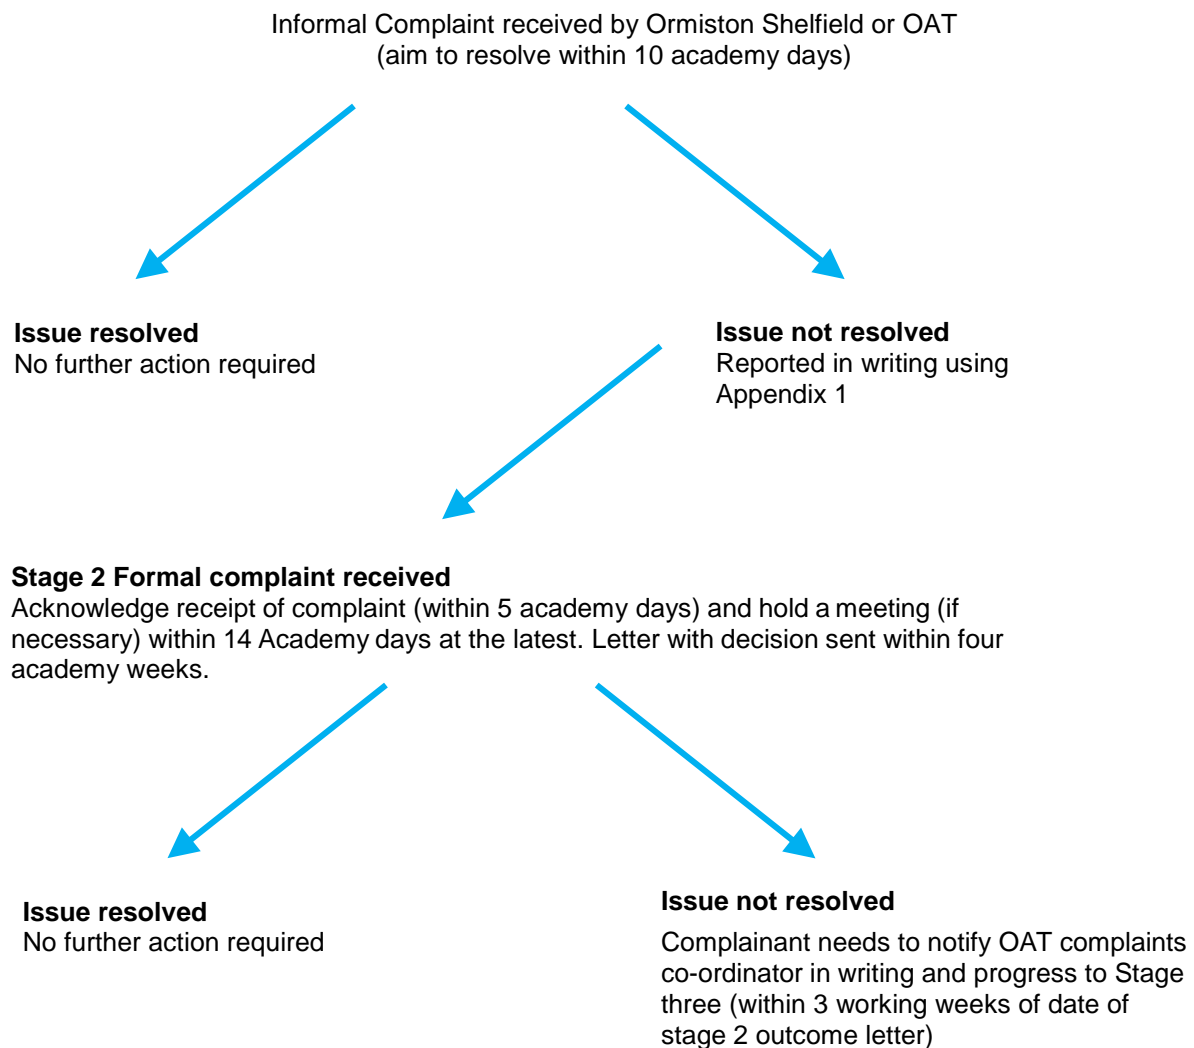 Informal Complaint received by Ormiston Shelfield or OAT
(aim to resolve within 10 academy days)
Issue resolved
No further action required
Issue not resolved
Reported in writing using
Appendix 1
Stage 2 Formal complaint received
Acknowledge receipt of complaint (within 5 academy days) and hold a meeting (if
necessary) within 14 Academy days at the latest. Letter with decision sent within four
academy weeks.
Issue resolved
No further action required
Issue not resolved
Complainant needs to notify OAT complaints
co-ordinator in writing and progress to Stage
three (within 3 working weeks of date of
stage 2 outcome letter)